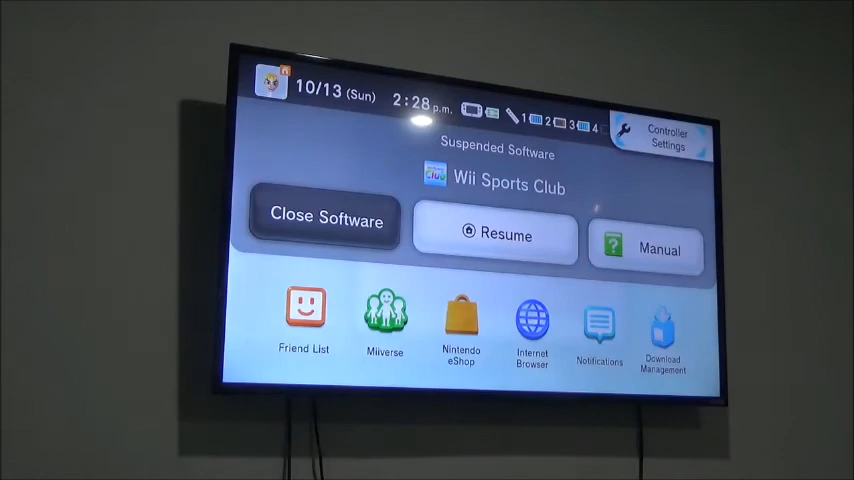 10/13 (Sun) 2:28 p.m. 1 2 3 4
Controller
Settings
Suspended Software
Wii Sports Club
Close Software
Resume
? Manual
Friend List
Miiverse
Nintendo
eShop
Internet
Browser
Notifications
Download
Management